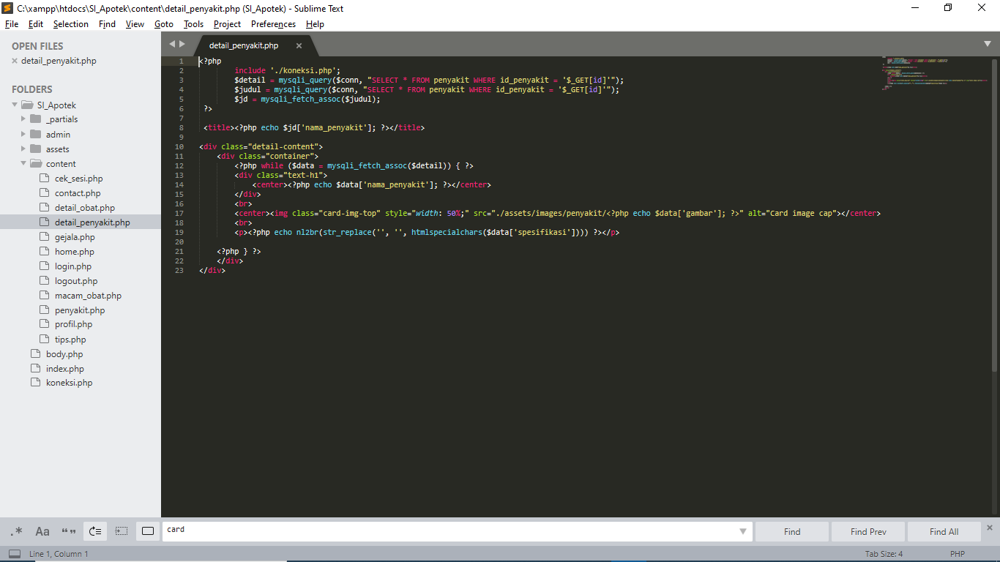 C:\xampp\htdocs\SI_Apotek\content\detail_penyakit.php (SI_Apotek) - Sublime Text
File Edit Selection Find View Goto Tools Project Preferences Help
OPEN FILES
× detail_penyakit.php
FOLDERS
SI_Apotek
_partials
admin
assets
content
cek_sesi.php
contact.php
detail_obat.php
detail_penyakit.php
gejala.php
home.php
login.php
logout.php
macam_obat.php
penyakit.php
profil.php
tips.php
body.php
index.php
koneksi.php
detail_penyakit.php ×
1 <?php
2 include './koneksi.php';
3 $detail = mysqli_query($conn, "SELECT * FROM penyakit WHERE id_penyakit = '$_GET[id]'");
4 $judul = mysqli_query($conn, "SELECT * FROM penyakit WHERE id_penyakit = '$_GET[id]'");
5 $jd = mysqli_fetch_assoc($judul);
6 ?>
7
8 <title><?php echo $jd['nama_penyakit']; ?></title>
9
10 <div class="detail-content">
11 <div class="container">
12 <?php while ($data = mysqli_fetch_assoc($detail)) { ?>
13 <div class="text-h1">
14 <center><?php echo $data['nama_penyakit']; ?></center>
15 </div>
16 <br>
17 <center><img class="card-img-top" style="width: 50%;" src="./assets/images/penyakit/<?php echo $data['gambar']; ?>" alt="Card image cap"></center>
18 <br>
19 <p><?php echo nl2br(str_replace('', '', htmlspecialchars($data['spesifikasi']))) ?></p>
20
21 <?php } ?>
22 </div>
23 </div>
.* Aa “” card Find Find Prev Find All ×
Line 1, Column 1 Tab Size: 4 PHP